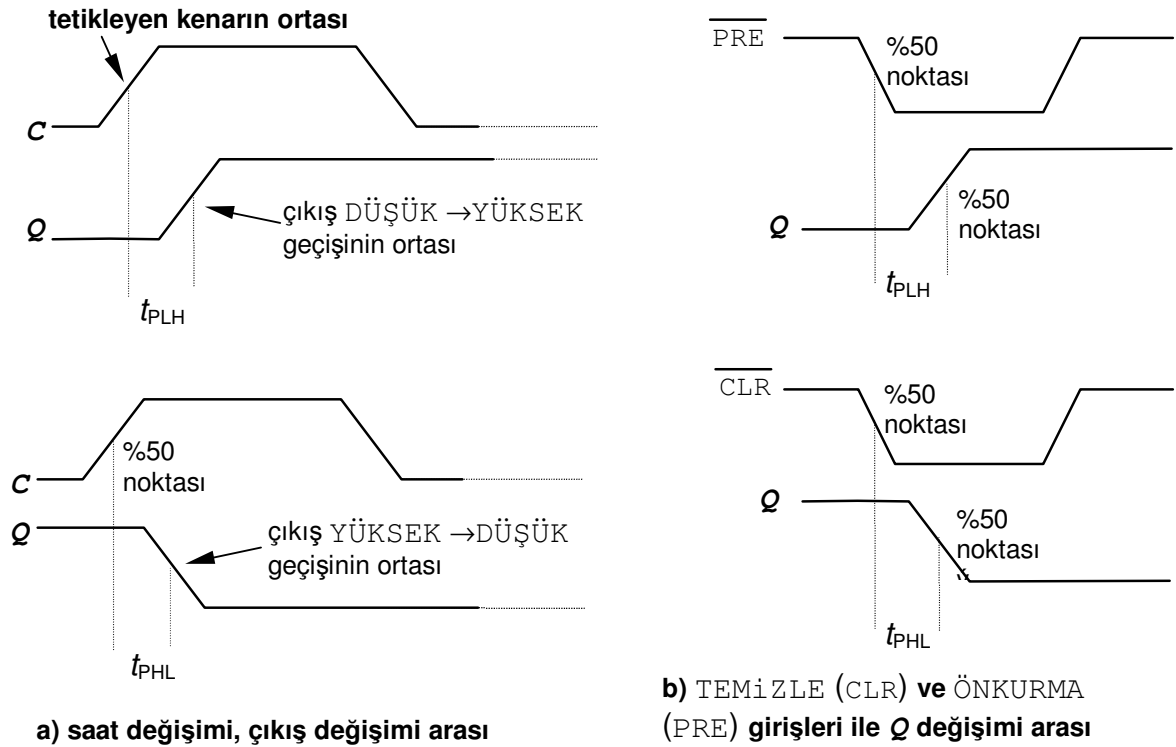 tetikleyen kenarın ortası
C
Q
çıkış DÜŞÜK →YÜKSEK
geçişinin ortası
tPLH
C
%50
noktası
Q
çıkış YÜKSEK →DÜŞÜK
geçişinin ortası
tPHL
a) saat değişimi, çıkış değişimi arası
PRE
%50
noktası
Q
%50
noktası
tPLH
CLR
%50
noktası
Q
%50
noktası
tPHL
b) TEMiZLE (CLR) ve ÖNKURMA
(PRE) girişleri ile Q değişimi arası